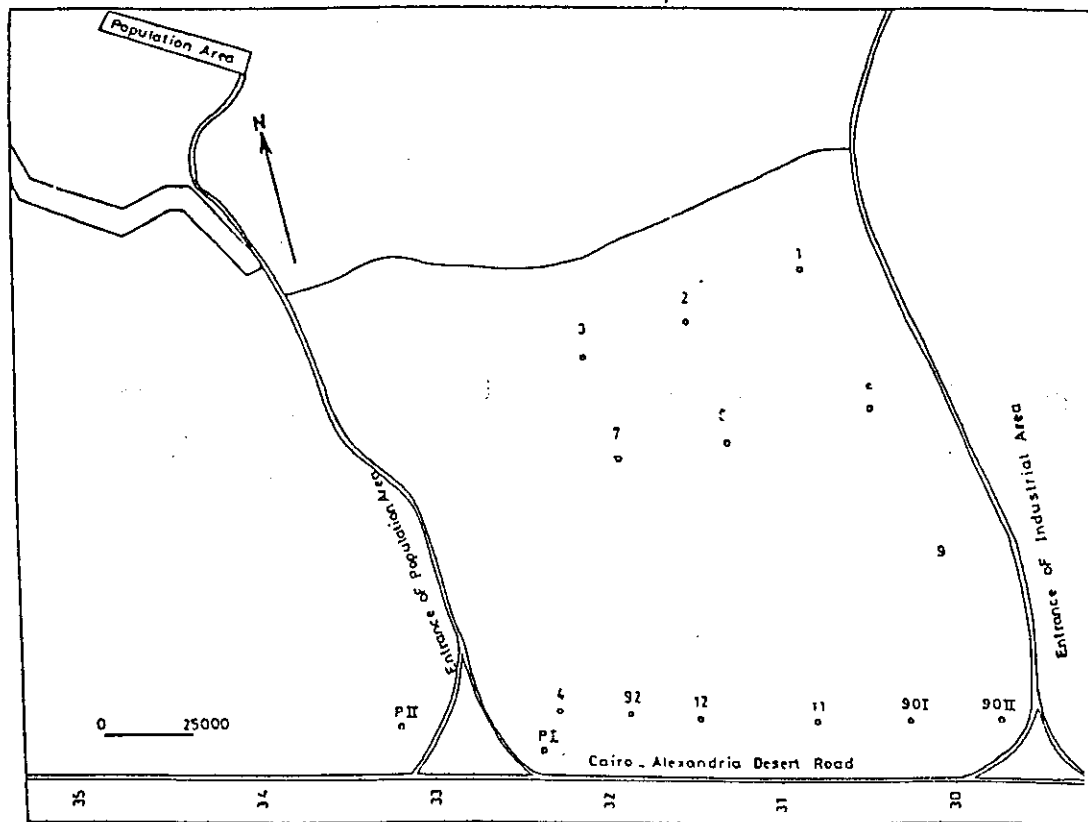 Population Area
N
1
2
3
7
9
Entrance of Population Area
Entrance of Industrial Area
4
92
12
11
90I
90II
PII
PI
0 25000
Cairo - Alexandria Desert Road
35 34 33 32 31 30